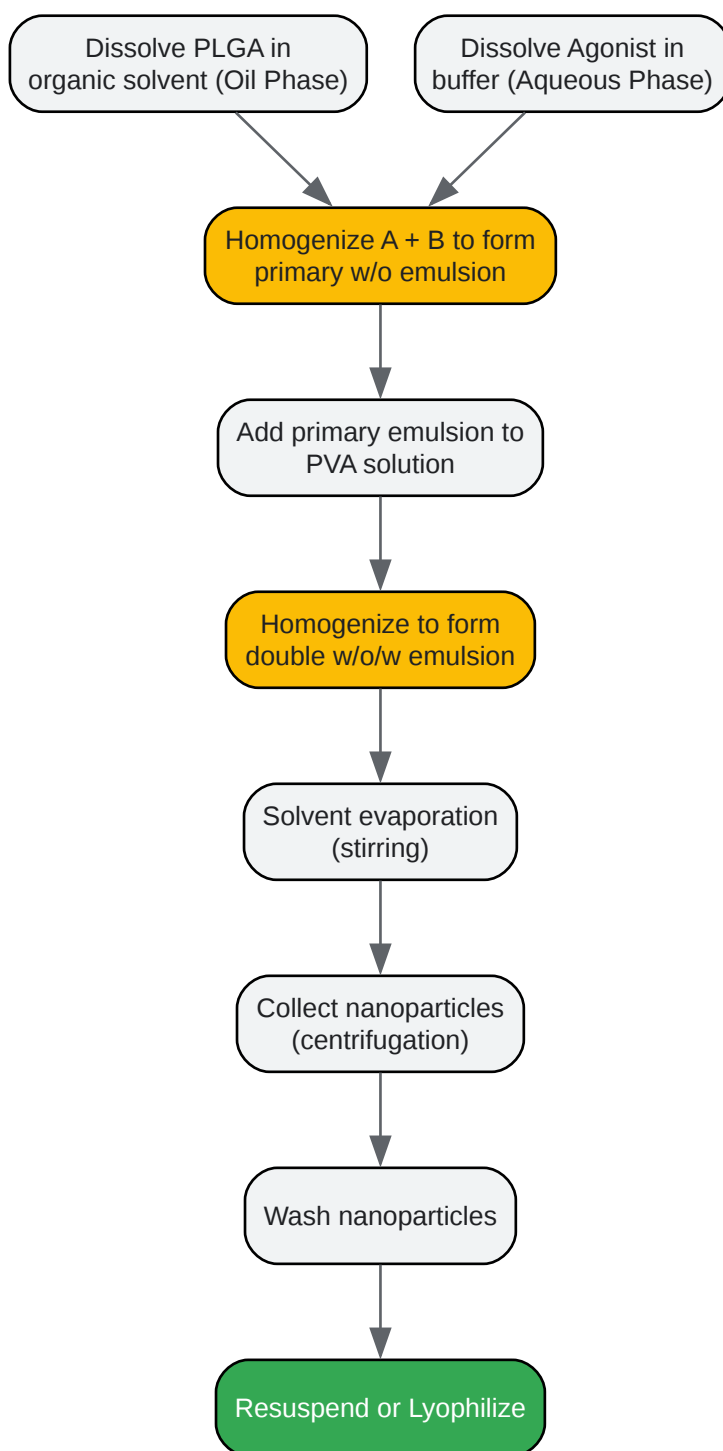 Dissolve PLGA in
organic solvent (Oil Phase)
Dissolve Agonist in
buffer (Aqueous Phase)
Homogenize A + B to form
primary w/o emulsion
Add primary emulsion to
PVA solution
Homogenize to form
double w/o/w emulsion
Solvent evaporation
(stirring)
Collect nanoparticles
(centrifugation)
Wash nanoparticles
Resuspend or Lyophilize